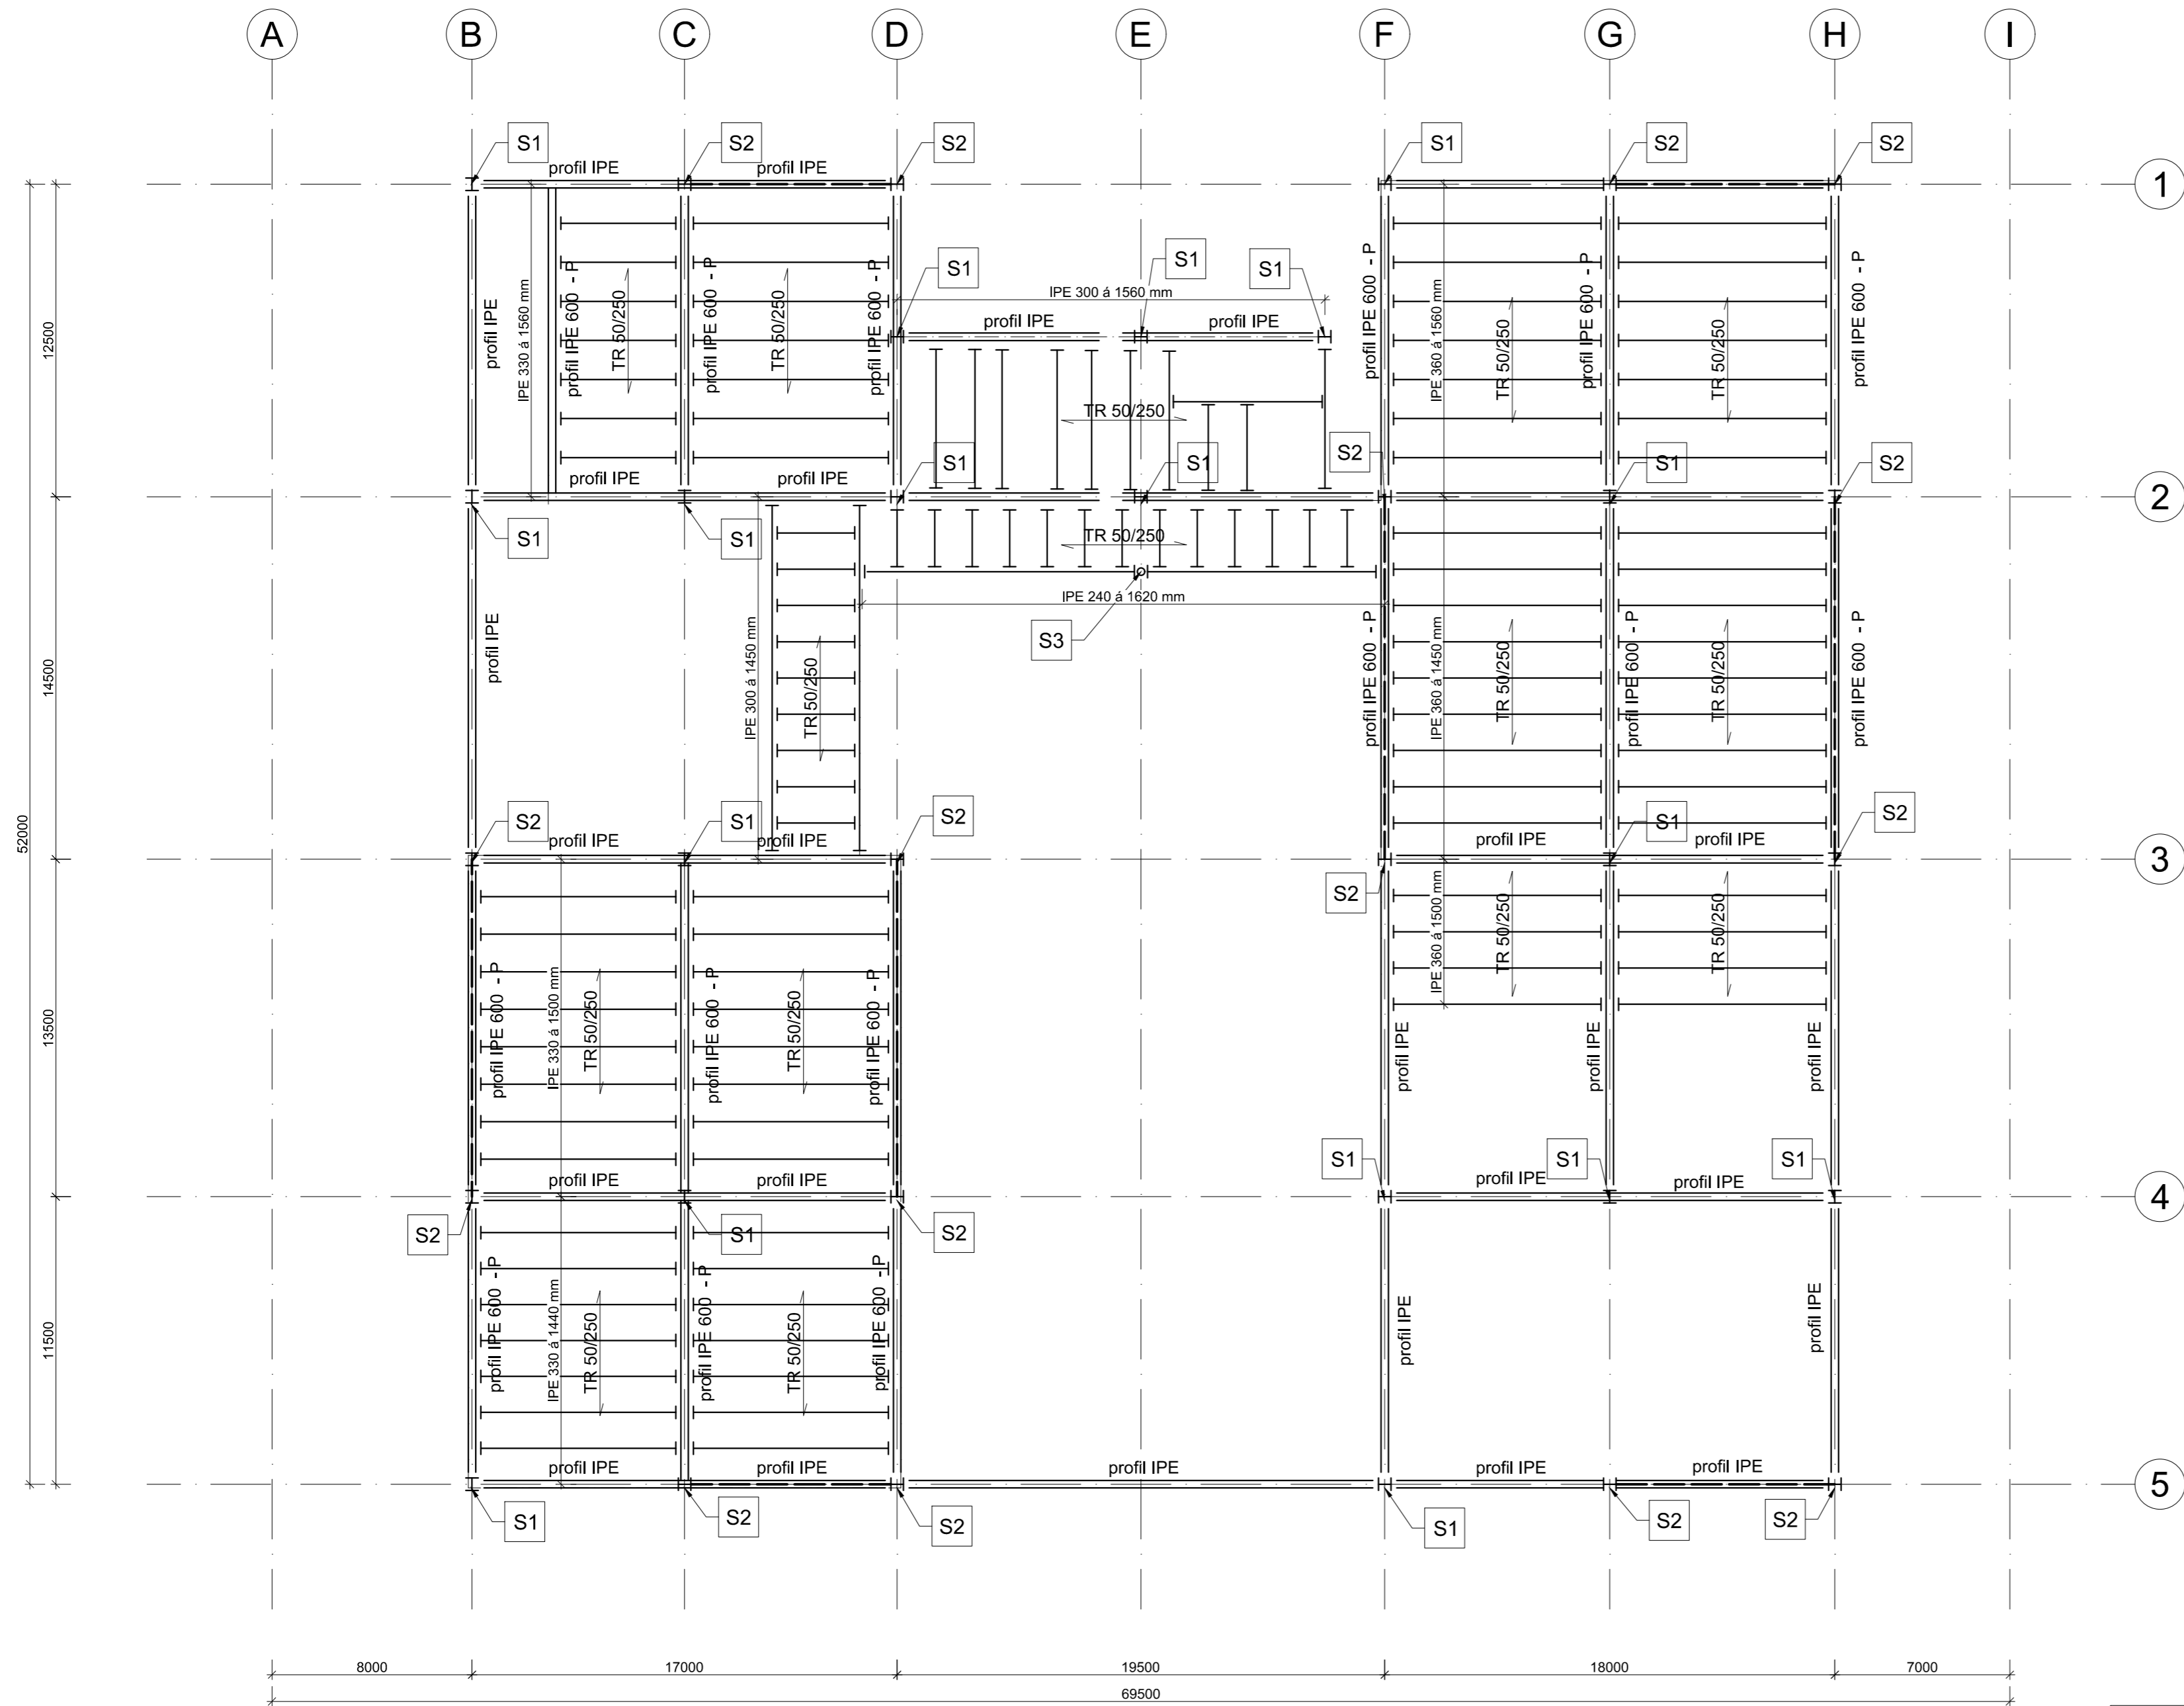 A B C D E F G H I
S1 S2 S2 S1 S2 S2
profil IPE profil IPE
1
S1 S1 S1
IPE 300 á 1560 mm
profil IPE profil IPE
profil IPE
IPE 330 á 1560 mm
profil IPE 600 - P
TR 50/250
profil IPE 600 - P
TR 50/250
profil IPE 600 - P
TR 50/250
profil IPE 600 - P
IPE 360 á 1560 mm
TR 50/250
profil IPE 600 - P
TR 50/250
profil IPE 600 - P
12500
profil IPE profil IPE
S1 S1 S2 S1 S2
2
S1 S1
TR 50/250
IPE 240 á 1620 mm
S3
profil IPE
IPE 300 á 1450 mm
TR 50/250
profil IPE 600 - P
IPE 360 á 1450 mm
TR 50/250
profil IPE 600 - P
TR 50/250
profil IPE 600 - P
14500
52000
S2 S1 S2 S1 S2
profil IPE profil IPE profil IPE profil IPE
3
S2
IPE 360 á 1500 mm
TR 50/250
TR 50/250
profil IPE 600 - P
IPE 330 á 1500 mm
TR 50/250
profil IPE 600 - P
TR 50/250
profil IPE 600 - P
profil IPE
profil IPE
profil IPE
13500
S1 S1 S1
profil IPE profil IPE profil IPE profil IPE
4
S2 S1 S2
profil IPE 600 - P
IPE 330 á 1440 mm
TR 50/250
profil IPE 600 - P
TR 50/250
profil IPE 600 - P
profil IPE
profil IPE
11500
profil IPE profil IPE profil IPE profil IPE profil IPE
5
S1 S2 S2 S1 S2 S2
8000 17000 19500 18000 7000
69500